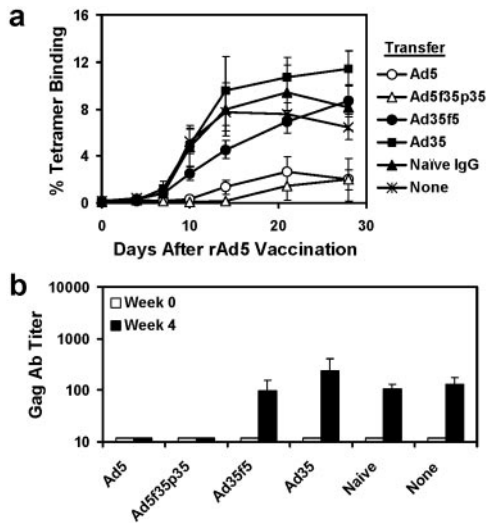 a
16
12
8
4
0
% Tetramer Binding
0 10 20 30
Days After rAd5 Vaccination
Transfer
Ad5
Ad5f35p35
Ad35f5
Ad35
Naïve IgG
None
b
10000
1000
100
10
Gag Ab Titer
Week 0
Week 4
Ad5
Ad5f35p35
Ad35f5
Ad35
Naive
None